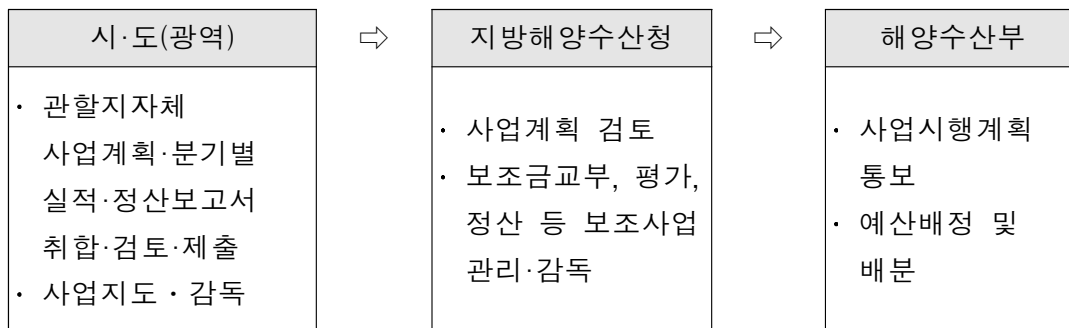 시·도(광역)
⇨
지방해양수산청
⇨
해양수산부
· 관할지자체
사업계획·분기별
실적·정산보고서
취합·검토·제출
· 사업지도・감독
· 사업계획 검토
· 보조금교부, 평가,
정산 등 보조사업
관리·감독
· 사업시행계획
통보
· 예산배정 및
배분